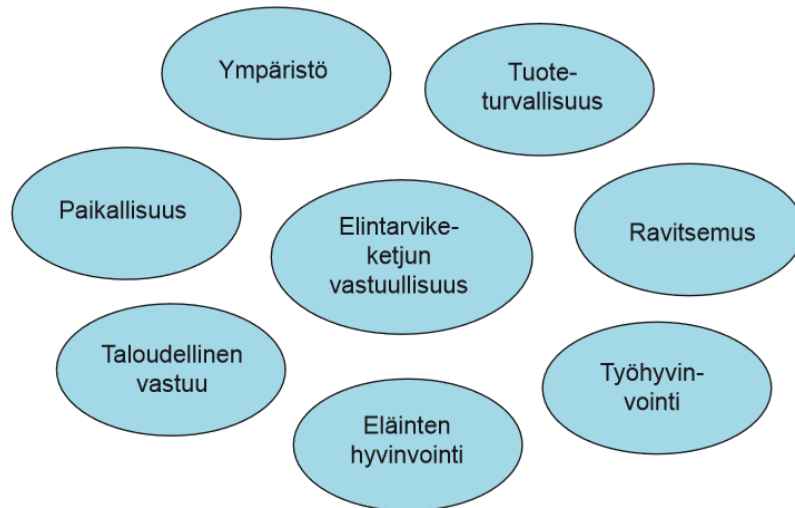 Ympäristö
Tuote-
turvallisuus
Paikallisuus
Elintarvike-
ketjun
vastuullisuus
Ravitsemus
Taloudellinen
vastuu
Työhyvin-
vointi
Eläinten
hyvinvointi